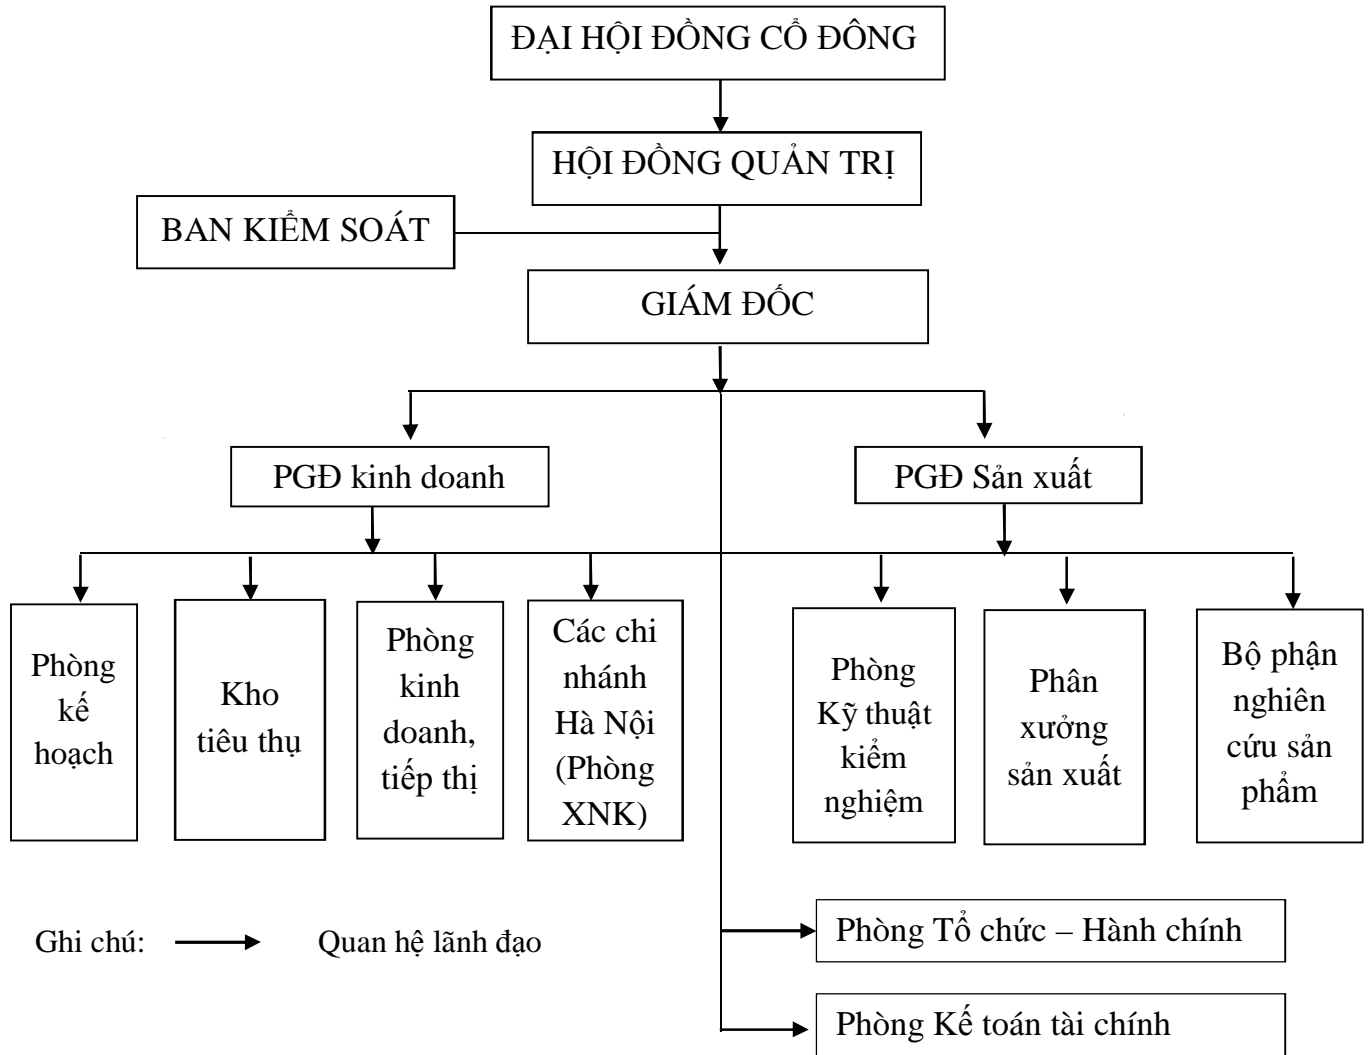 ĐẠI HỘI ĐỒNG CỔ ĐÔNG
HỘI ĐỒNG QUẢN TRỊ
BAN KIỂM SOÁT
GIÁM ĐỐC
PGĐ kinh doanh
PGĐ Sản xuất
Phòng
kế
hoạch
Kho
tiêu thụ
Phòng
kinh
doanh,
tiếp thị
Các chi
nhánh
Hà Nội
(Phòng
XNK)
Phòng
Kỹ thuật
kiểm
nghiệm
Phân
xưởng
sản xuất
Bộ phận
nghiên
cứu sản
phẩm
Phòng Tổ chức – Hành chính
Ghi chú:
Quan hệ lãnh đạo
Phòng Kế toán tài chính